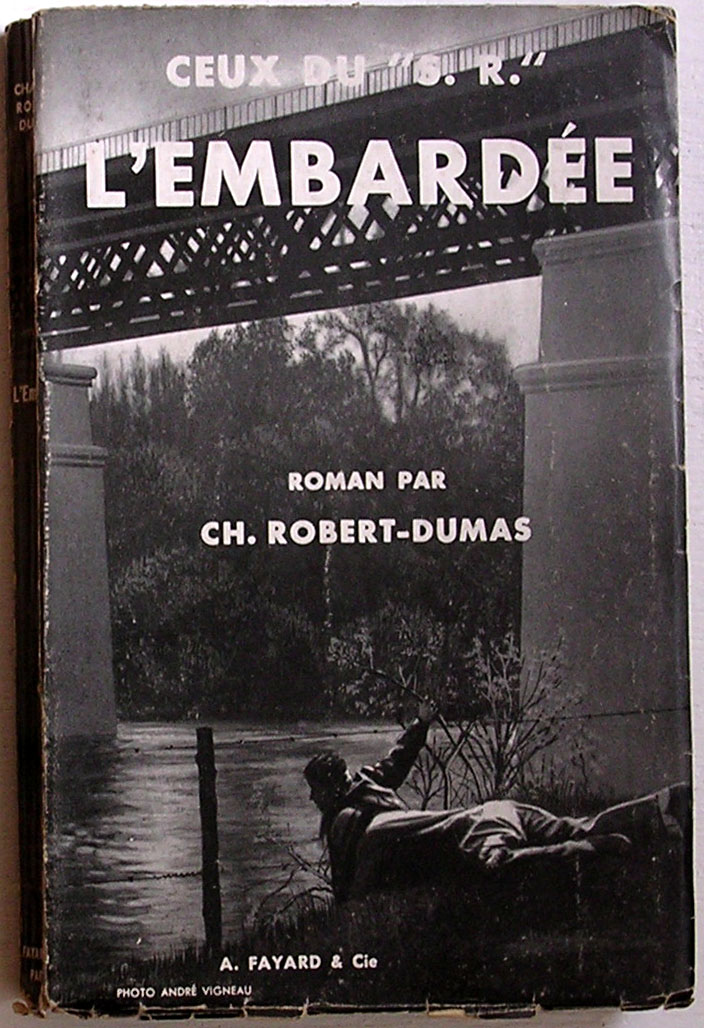 CEUX DU "S. R."
L'EMBARDÉE
ROMAN PAR
CH. ROBERT-DUMAS
A. FAYARD & Cie
PHOTO ANDRÉ VIGNEAU